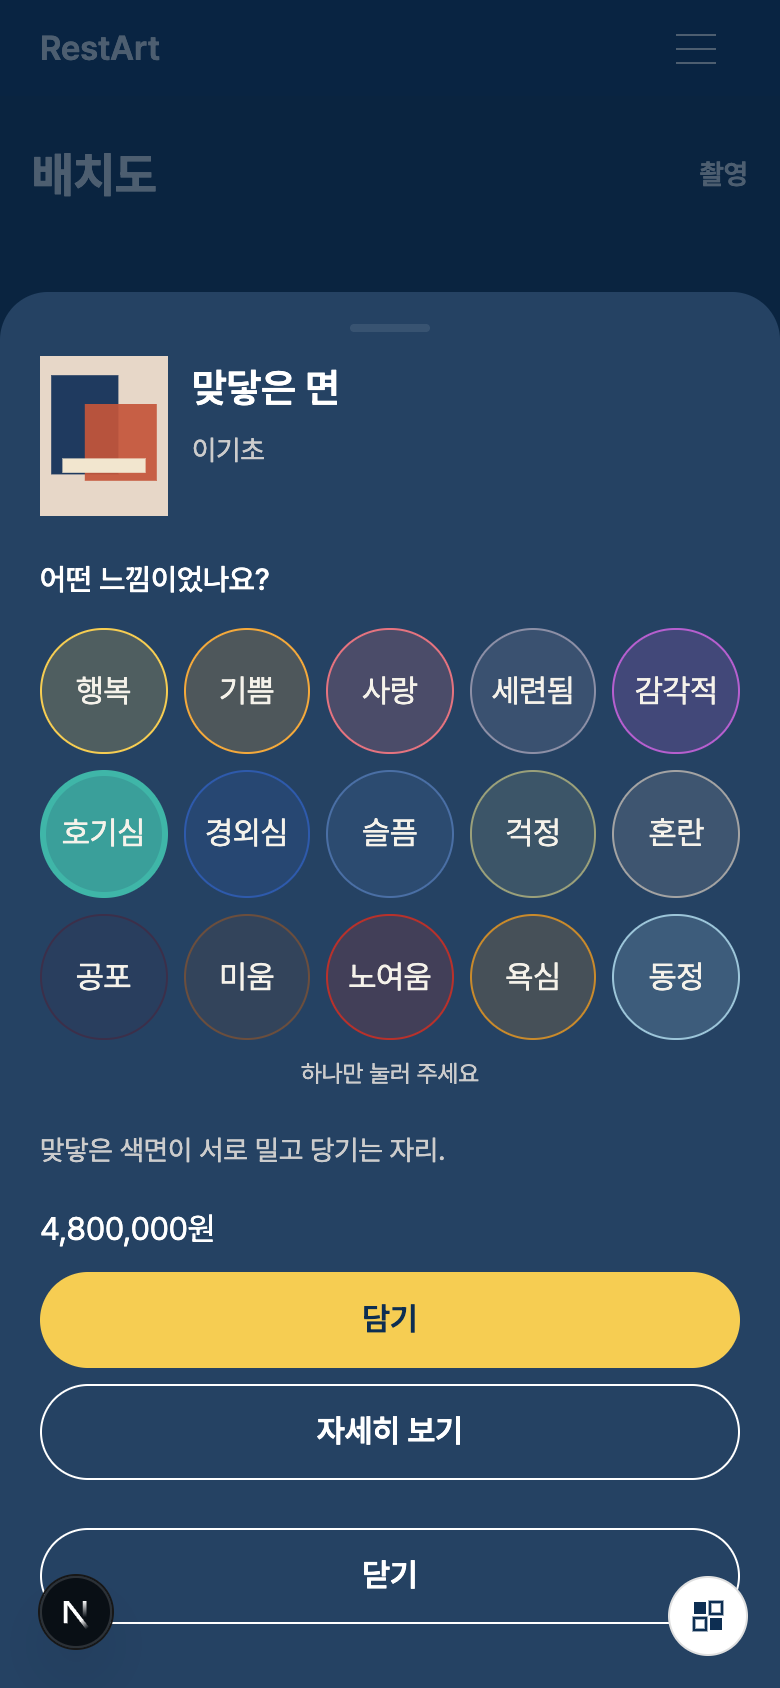 RestArt
배치도
촬영
맞닿은 면
이기초
어떤 느낌이었나요?
행복 기쁨 사랑 세련됨 감각적
호기심 경외심 슬픔 걱정 혼란
공포 미움 노여움 욕심 동정
하나만 눌러 주세요
맞닿은 색면이 서로 밀고 당기는 자리.
4,800,000원
담기
자세히 보기
닫기
N